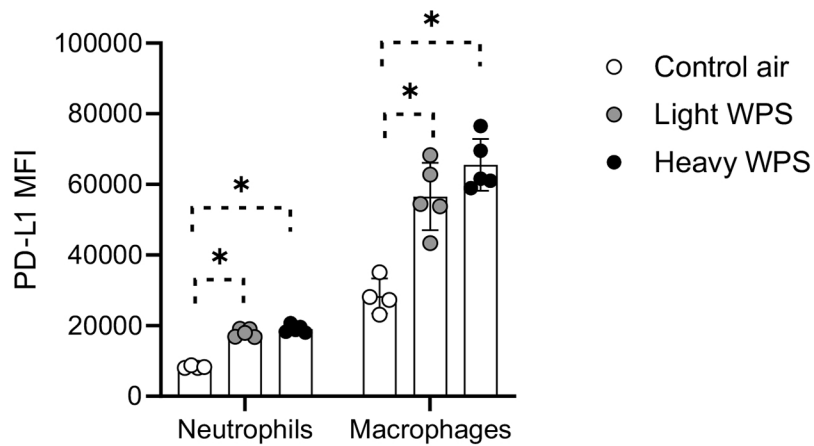 PD-L1 MFI
100000
80000
60000
40000
20000
0
*
*
*
*
Neutrophils
Macrophages
Control air
Light WPS
Heavy WPS